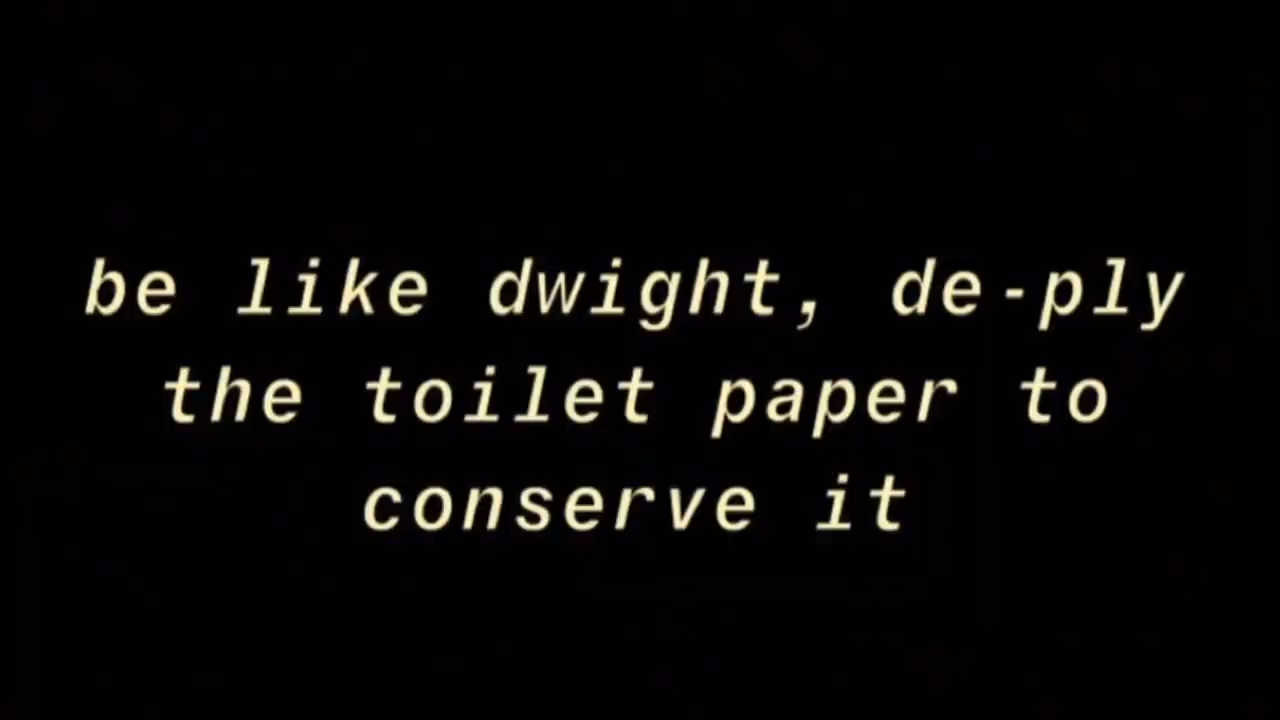 be like dwight, de-ply
the toilet paper to
conserve it